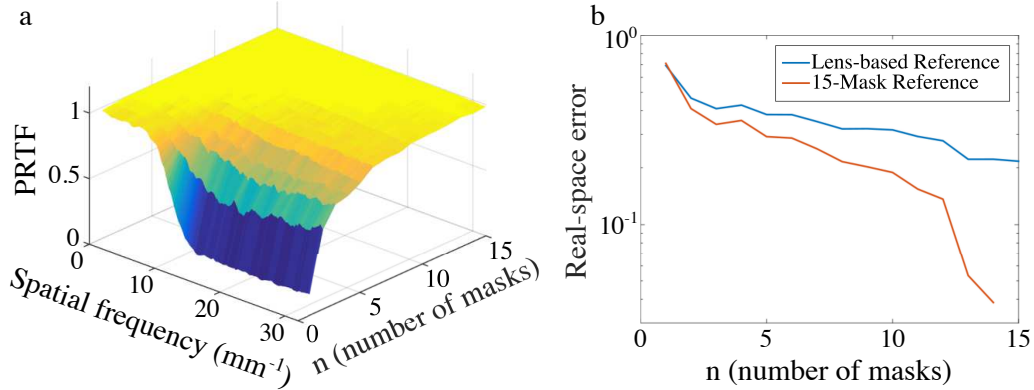 a
PRTF
1
0.5
0
0
10
20
30
Spatial frequency (mm⁻¹)
0
5
10
15
n (number of masks)
b
Real-space error
10⁰
10⁻¹
Lens-based Reference
15-Mask Reference
0
5
10
15
n (number of masks)